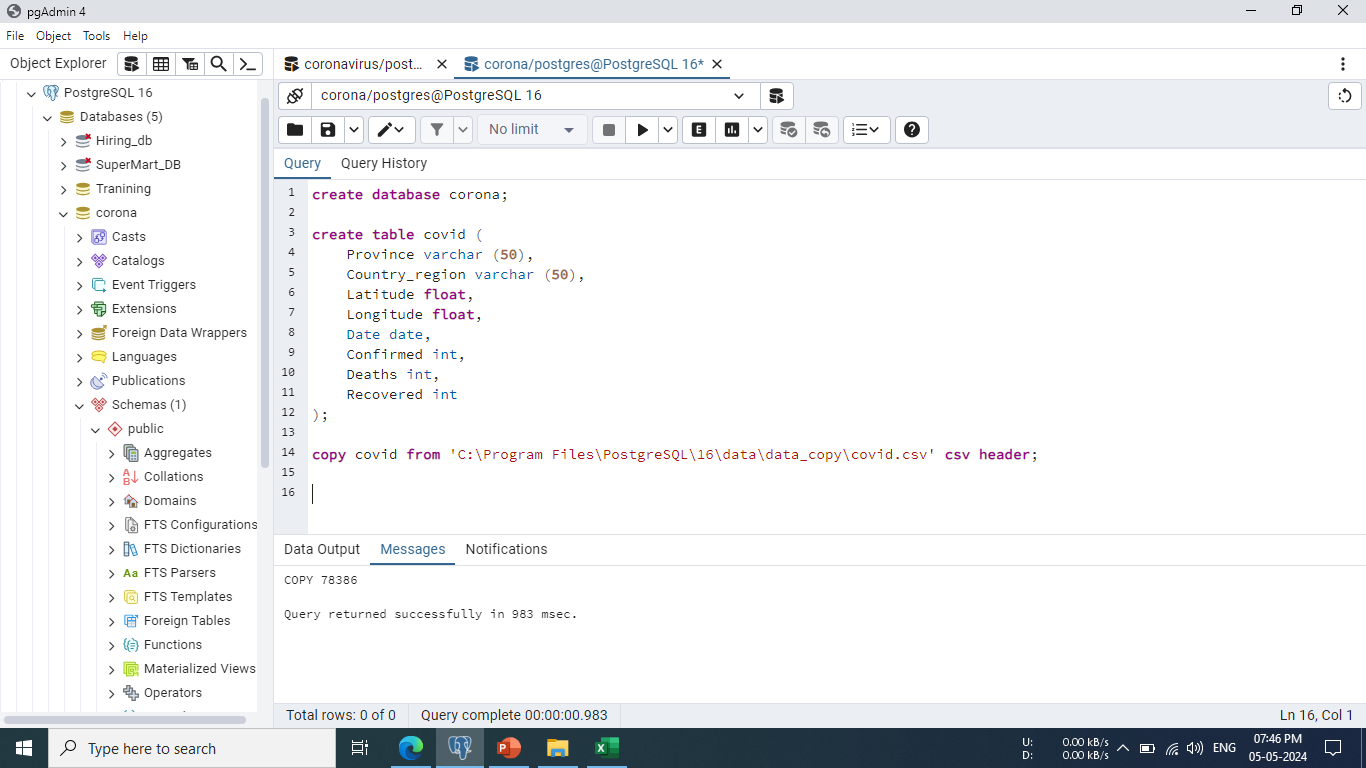 pgAdmin 4
File Object Tools Help
Object Explorer
PostgreSQL 16
Databases (5)
Hiring_db
SuperMart_DB
Tranining
corona
Casts
Catalogs
Event Triggers
Extensions
Foreign Data Wrappers
Languages
Publications
Schemas (1)
public
Aggregates
Collations
Domains
FTS Configurations
FTS Dictionaries
Aa FTS Parsers
FTS Templates
Foreign Tables
Functions
Materialized Views
Operators
coronavirus/post...
corona/postgres@PostgreSQL 16*
corona/postgres@PostgreSQL 16
No limit
E
Query Query History
1 create database corona;
2
3 create table covid (
4 Province varchar (50),
5 Country_region varchar (50),
6 Latitude float,
7 Longitude float,
8 Date date,
9 Confirmed int,
10 Deaths int,
11 Recovered int
12 );
13
14 copy covid from 'C:\Program Files\PostgreSQL\16\data\data_copy\covid.csv' csv header;
15
16
Data Output Messages Notifications
COPY 78386
Query returned successfully in 983 msec.
Total rows: 0 of 0 Query complete 00:00:00.983 Ln 16, Col 1
Type here to search
U: 0.00 kB/s
D: 0.00 kB/s
ENG
07:46 PM
05-05-2024